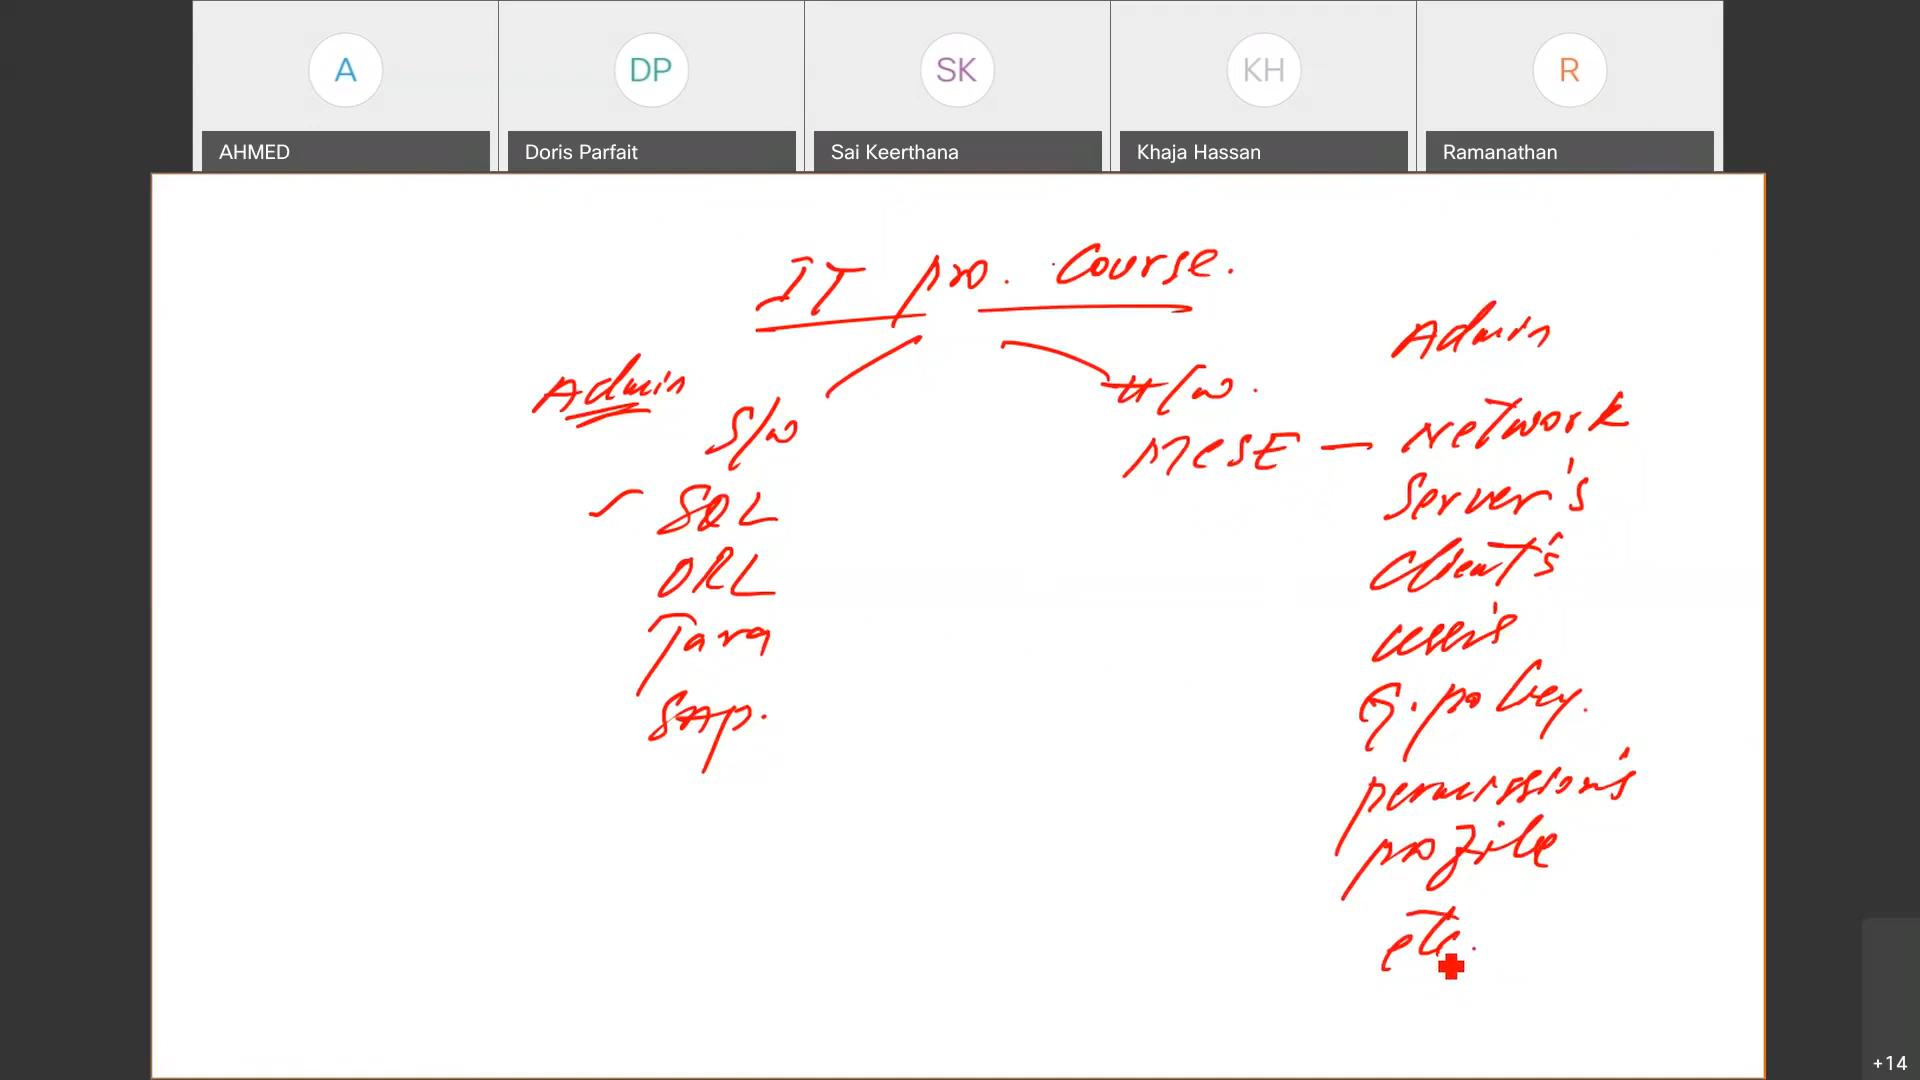 A
DP
SK
KH
R
AHMED
Doris Parfait
Sai Keerthana
Khaja Hassan
Ramanathan
IT pro. Course.
Admin
S/w
SQL
ORL
Java
SAP.
H/w.
MCSE - Network
Admin
Server's
Client's
user's
G.policy.
permission's
profile
etc.
+14